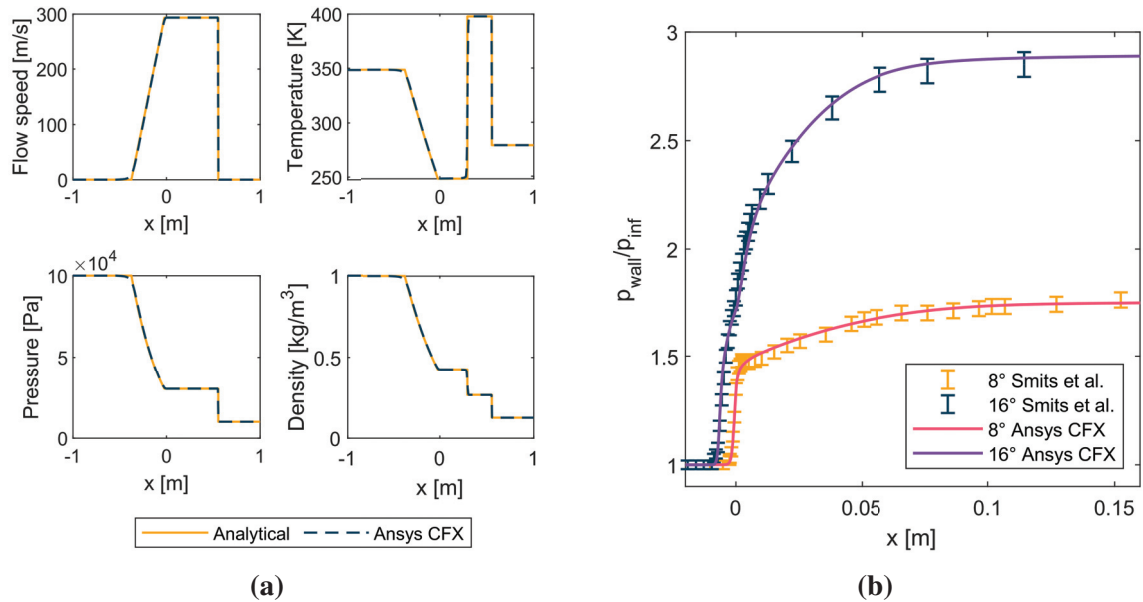 Flow speed [m/s]
300
200
100
0
-1
0
1
x [m]
Temperature [K]
400
350
300
250
-1
0
1
x [m]
×10⁴
Pressure [Pa]
10
5
0
-1
0
1
x [m]
Density [kg/m³]
1
0.5
0
-1
0
1
x [m]
Analytical
Ansys CFX
(a)
p_wall/p_inf
3
2.5
2
1.5
1
0
0.05
0.1
0.15
x [m]
8° Smits et al.
16° Smits et al.
8° Ansys CFX
16° Ansys CFX
(b)